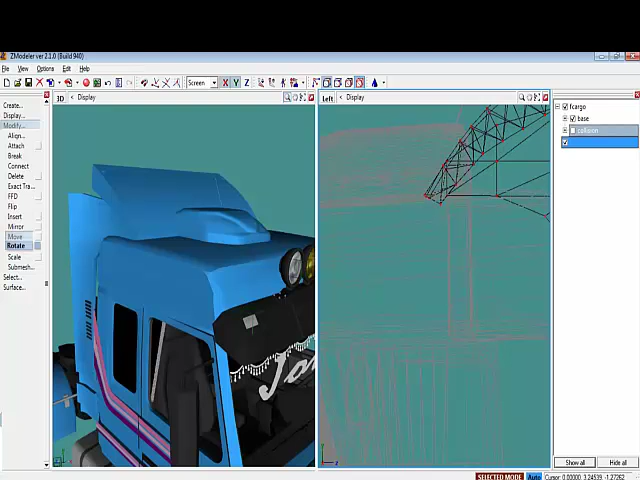 ZModeler ver 2.1.0 (Build 940)
File View Options Edit Help
Screen X Y Z
Create...
Display...
Modify...
Align...
Attach
Break
Connect
Delete
Exact Tra...
FFD
Flip
Insert
Mirror
Move
Rotate
Scale
Submesh...
Select...
Surface...
3D < Display
Left < Display
fcargo
base
collision
Show all Hide all
SELECTED MODE Auto Cursor: 0.00000, 3.24539, -1.27262